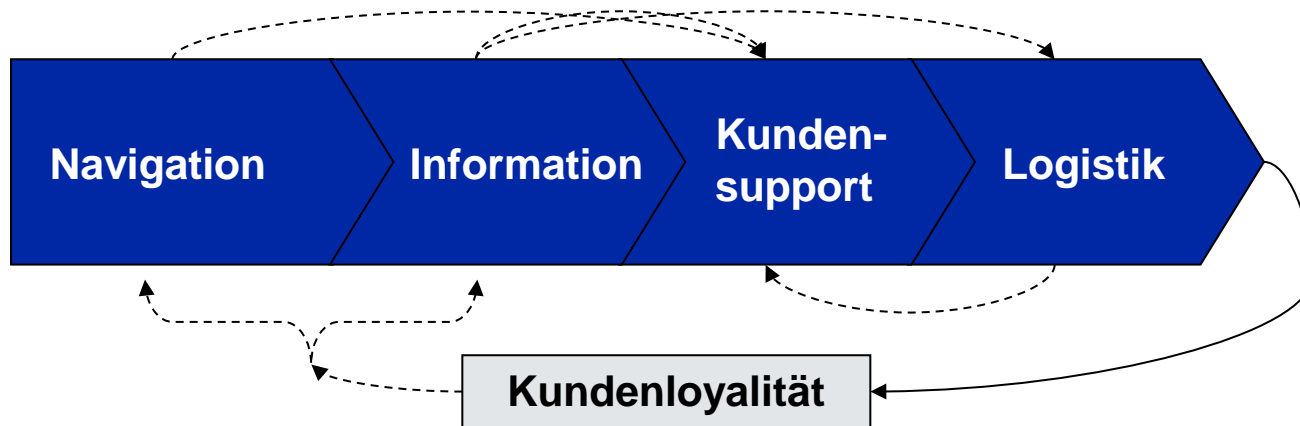 Navigation
Information
Kunden-
support
Logistik
Kundenloyalität